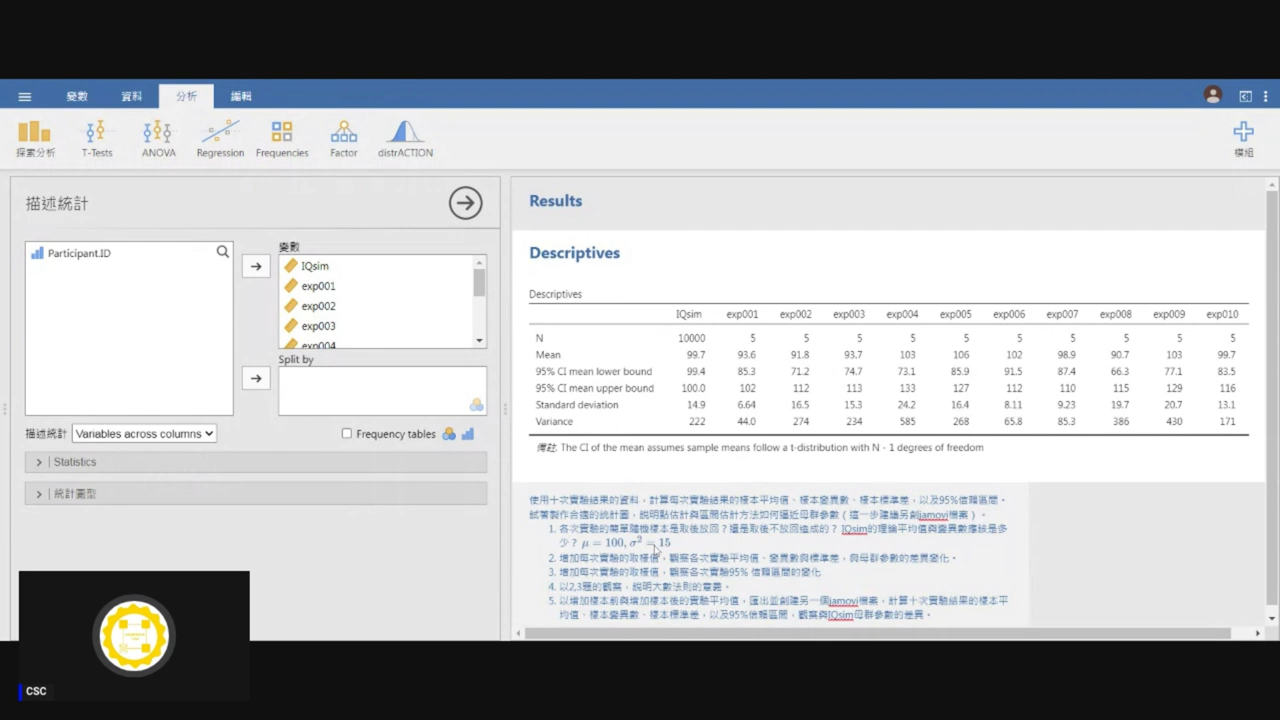 變數 資料 分析 編輯
探索分析 T-Tests ANOVA Regression Frequencies Factor distrACTION 模組
描述統計
Participant.ID
變數
IQsim
exp001
exp002
exp003
exp004
Split by
描述統計 Variables across columns Frequency tables
Statistics
統計圖型
Results
Descriptives
Descriptives
IQsim exp001 exp002 exp003 exp004 exp005 exp006 exp007 exp008 exp009 exp010
N 10000 5 5 5 5 5 5 5 5 5 5
Mean 99.7 93.6 91.8 93.7 103 106 102 98.9 90.7 103 99.7
95% CI mean lower bound 99.4 85.3 71.2 74.7 73.1 85.9 91.5 87.4 66.3 77.1 83.5
95% CI mean upper bound 100.0 102 112 113 133 127 112 110 115 129 116
Standard deviation 14.9 6.64 16.5 15.3 24.2 16.4 8.11 9.23 19.7 20.7 13.1
Variance 222 44.0 274 234 585 268 65.8 85.3 386 430 171
備註. The CI of the mean assumes sample means follow a t-distribution with N - 1 degrees of freedom
使用十次實驗結果的資料，計算每次實驗結果的樣本平均值、樣本變異數、樣本標準差，以及95%信賴區間。
試著製作合適的統計圖，說明點估計與區間估計方法如何逼近母群參數（這一步建議另創jamovi檔案）。
1. 各次實驗的簡單隨機樣本是取後放回？還是取後不放回造成的？ IQsim的理論平均值與變異數應該是多
少？ μ = 100, σ² = 15
2. 增加每次實驗的取樣值，觀察各次實驗平均值、變異數與標準差，與母群參數的差異變化。
3. 增加每次實驗的取樣值，觀察各次實驗95% 信賴區間的變化
4. 以2,3題的觀察，說明大數法則的意義。
5. 以增加樣本前與增加樣本後的實驗平均值，匯出並創建另一個jamovi檔案，計算十次實驗結果的樣本平
均值、樣本變異數、樣本標準差，以及95%信賴區間，觀察與IQsim母群參數的差異。
CSC